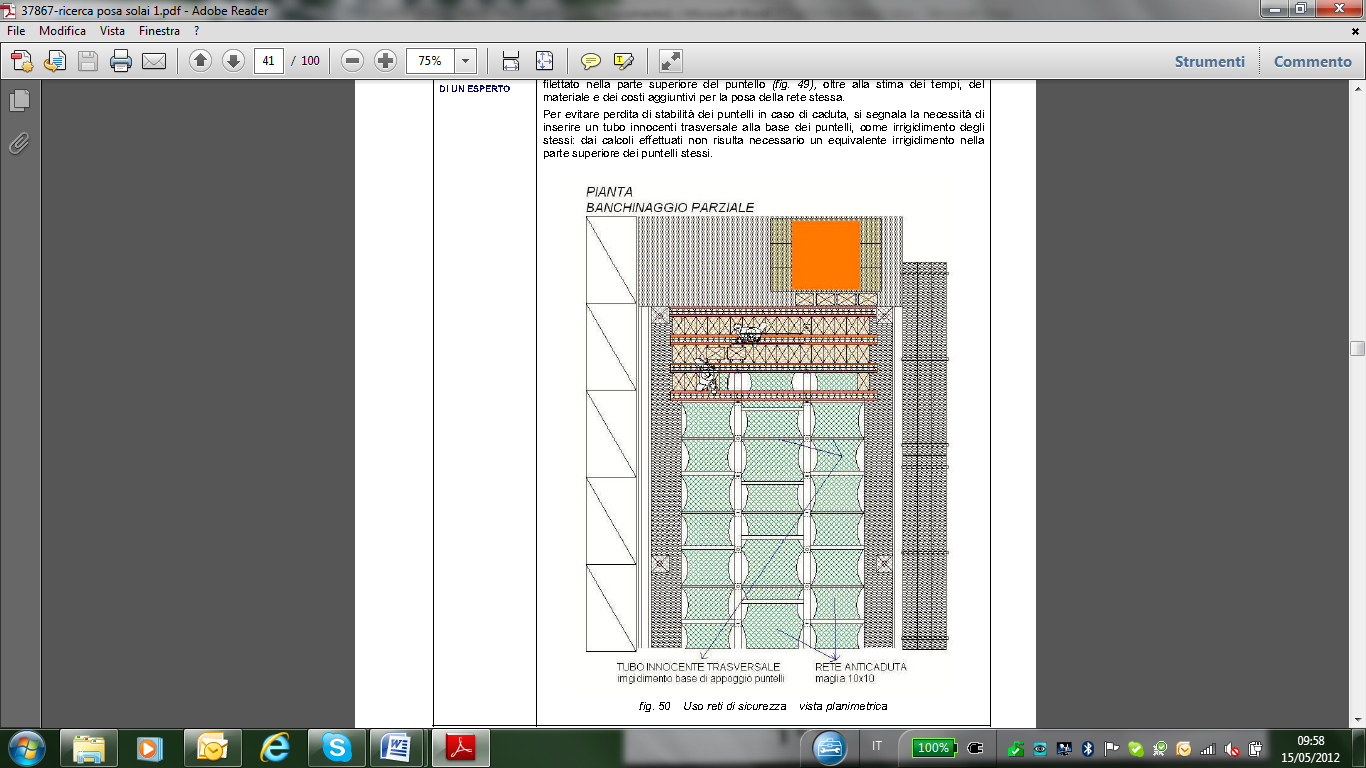 37867-ricerca posa solai 1.pdf - Adobe Reader
File Modifica Vista Finestra ?
41 / 100 75% Strumenti Commento
DI UN ESPERTO
filettato nella parte superiore del puntello (fig. 49), oltre alla stima dei tempi, del
materiale e dei costi aggiuntivi per la posa della rete stessa.
Per evitare perdita di stabilità dei puntelli in caso di caduta, si segnala la necessità di
inserire un tubo innocenti trasversale alla base dei puntelli, come irrigidimento degli
stessi: dai calcoli effettuati non risulta necessario un equivalente irrigidimento nella
parte superiore dei puntelli stessi.
PIANTA
BANCHINAGGIO PARZIALE
TUBO INNOCENTE TRASVERSALE
irrigidimento base di appoggio puntelli
RETE ANTICADUTA
maglia 10x10
fig. 50 Uso reti di sicurezza vista planimetrica
IT 100% 09:58
15/05/2012